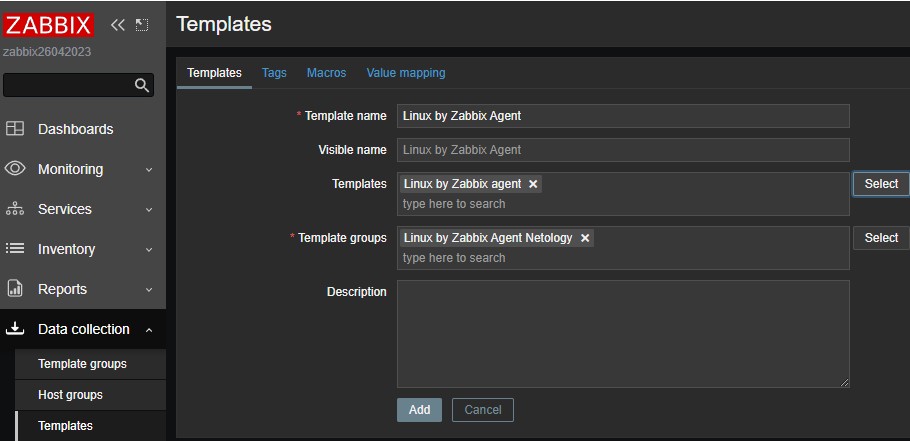 ZABBIX
zabbix26042023
Dashboards
Monitoring
Services
Inventory
Reports
Data collection
Template groups
Host groups
Templates
Templates
Templates Tags Macros Value mapping
* Template name Linux by Zabbix Agent
Visible name Linux by Zabbix Agent
Templates Linux by Zabbix agent × Select
type here to search
* Template groups Linux by Zabbix Agent Netology × Select
type here to search
Description
Add Cancel